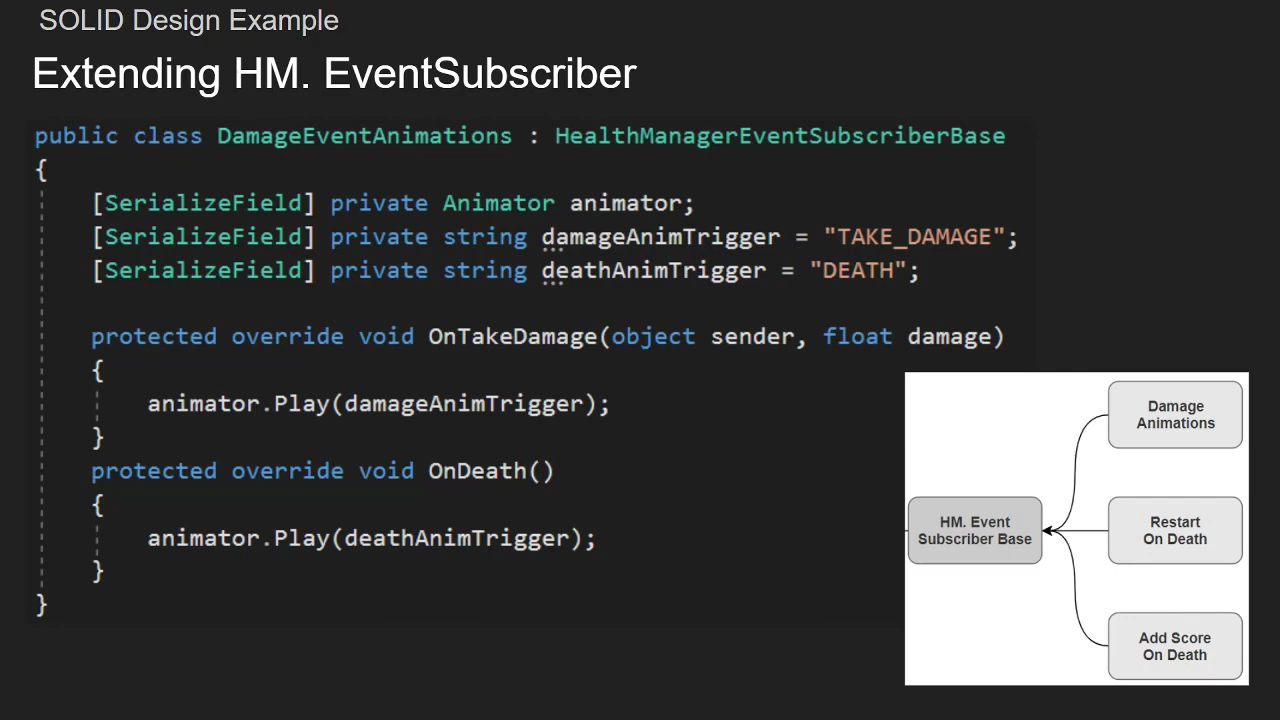 SOLID Design Example
Extending HM. EventSubscriber
public class DamageEventAnimations : HealthManagerEventSubscriberBase
{
[SerializeField] private Animator animator;
[SerializeField] private string damageAnimTrigger = "TAKE_DAMAGE";
[SerializeField] private string deathAnimTrigger = "DEATH";
protected override void OnTakeDamage(object sender, float damage)
{
animator.Play(damageAnimTrigger);
}
protected override void OnDeath()
{
animator.Play(deathAnimTrigger);
}
}
Damage
Animations
HM. Event
Subscriber Base
Restart
On Death
Add Score
On Death